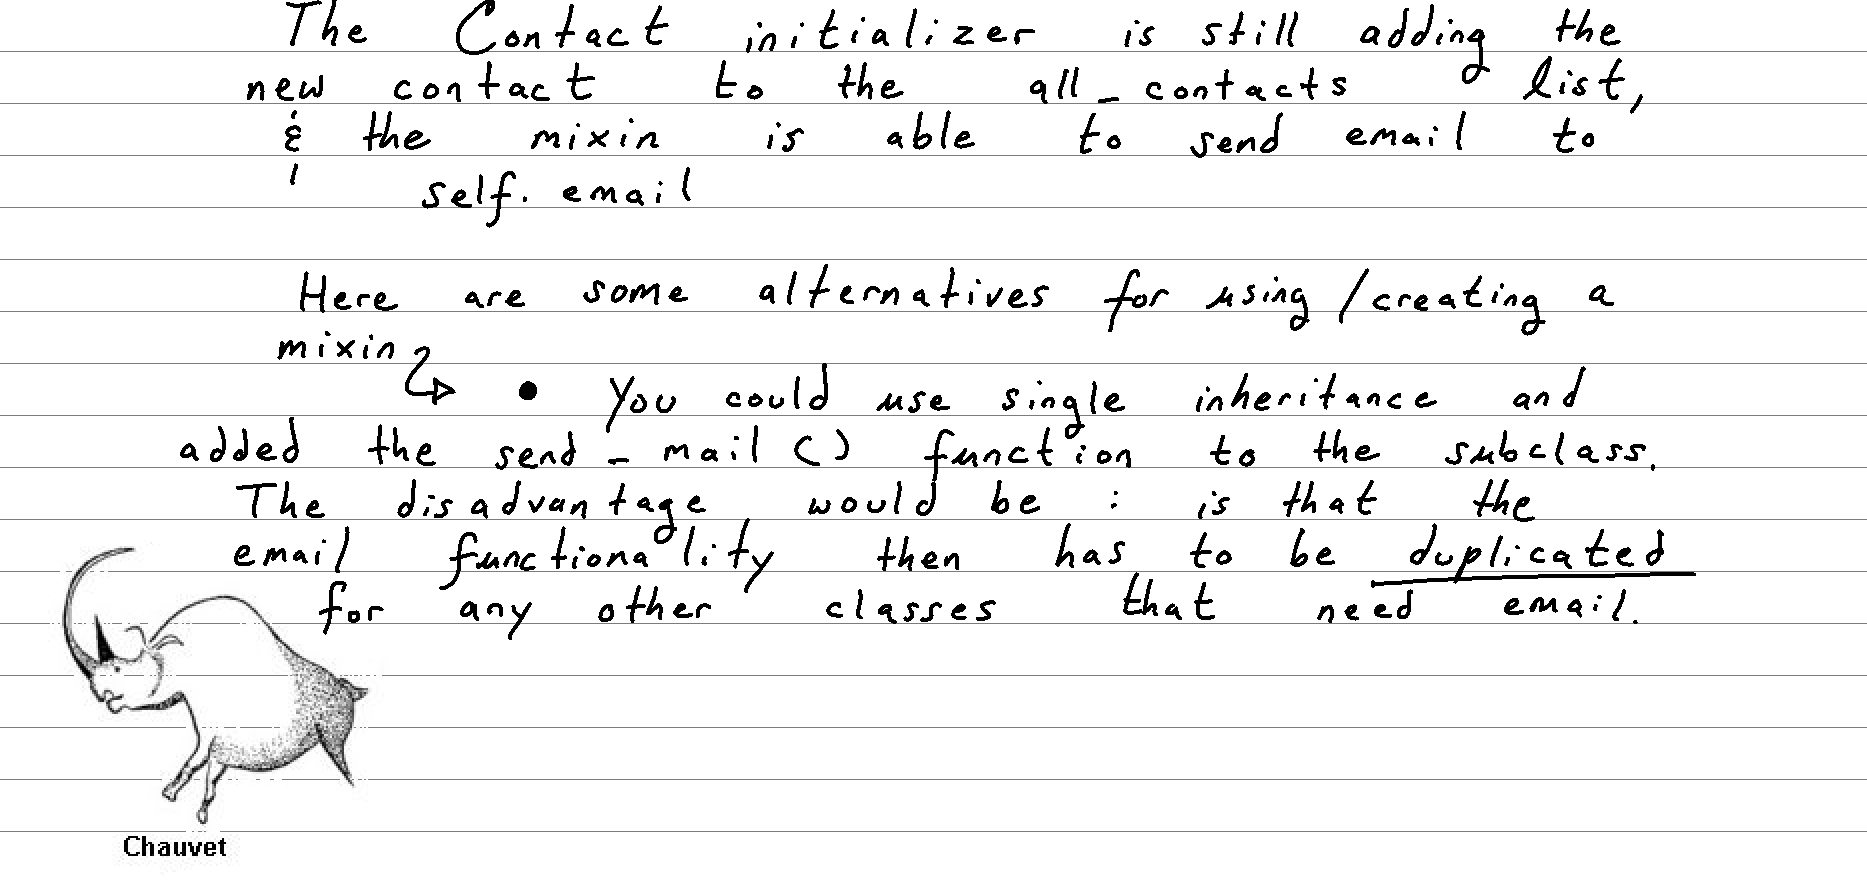 The Contact initializer is still adding the
new contact to the all_contacts list,
& the mixin is able to send email to
self.email
Here are some alternatives for using/creating a
mixin
• You could use single inheritance and
added the send_mail() function to the subclass.
The disadvantage would be : is that the
email functionality then has to be duplicated
for any other classes that need email.
Chauvet